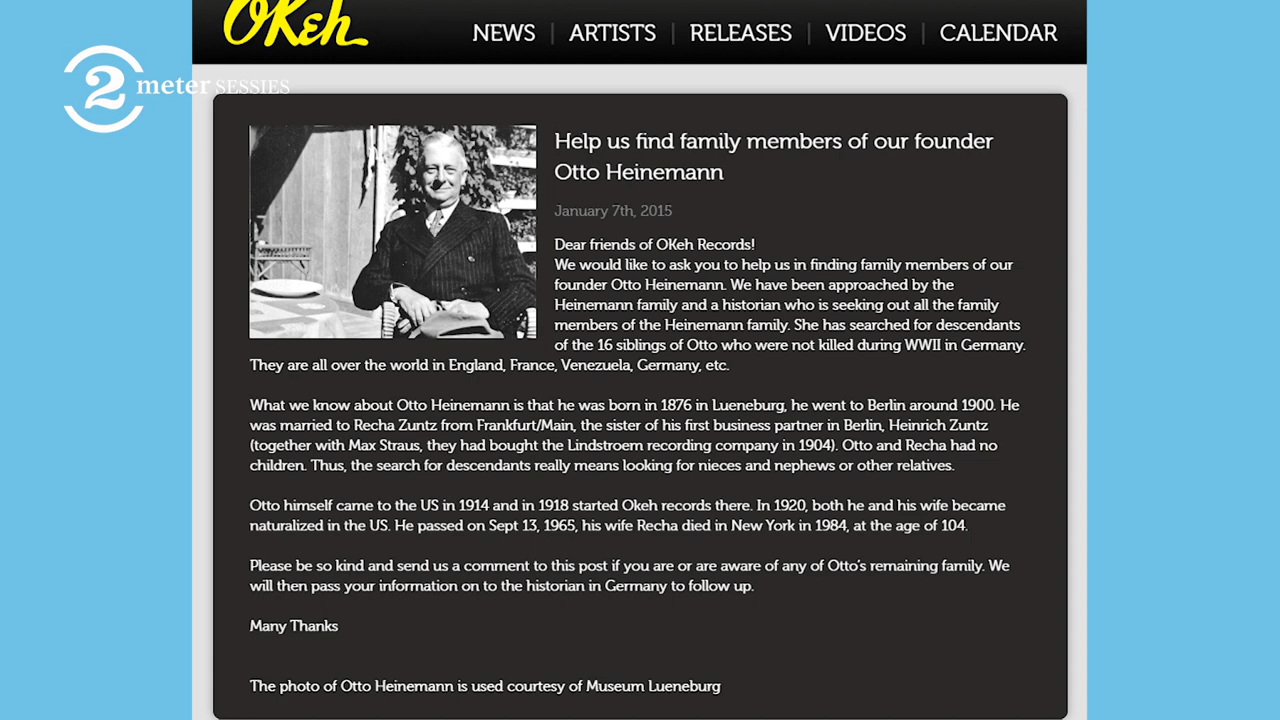 OKeh
NEWS | ARTISTS | RELEASES | VIDEOS | CALENDAR
2 meter SESSIES
Help us find family members of our founder
Otto Heinemann
January 7th, 2015
Dear friends of OKeh Records!
We would like to ask you to help us in finding family members of our
founder Otto Heinemann. We have been approached by the
Heinemann family and a historian who is seeking out all the family
members of the Heinemann family. She has searched for descendants
of the 16 siblings of Otto who were not killed during WWII in Germany.
They are all over the world in England, France, Venezuela, Germany, etc.
What we know about Otto Heinemann is that he was born in 1876 in Lueneburg, he went to Berlin around 1900. He
was married to Recha Zuntz from Frankfurt/Main, the sister of his first business partner in Berlin, Heinrich Zuntz
(together with Max Straus, they had bought the Lindstroem recording company in 1904). Otto and Recha had no
children. Thus, the search for descendants really means looking for nieces and nephews or other relatives.
Otto himself came to the US in 1914 and in 1918 started Okeh records there. In 1920, both he and his wife became
naturalized in the US. He passed on Sept 13, 1965, his wife Recha died in New York in 1984, at the age of 104.
Please be so kind and send us a comment to this post if you are or are aware of any of Otto's remaining family. We
will then pass your information on to the historian in Germany to follow up.
Many Thanks
The photo of Otto Heinemann is used courtesy of Museum Lueneburg